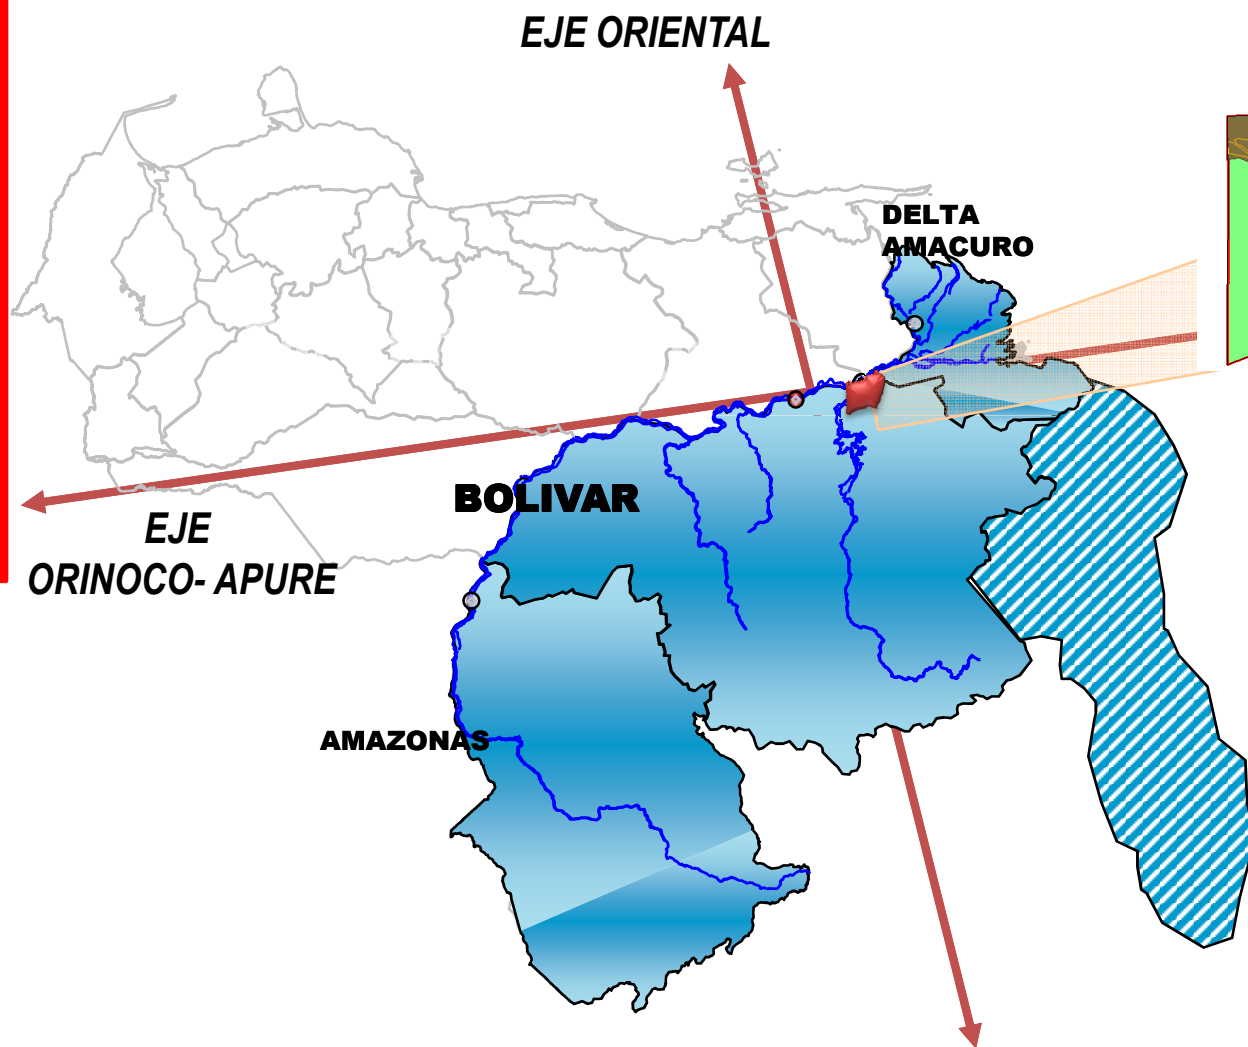 EJE ORIENTAL
DELTA
AMACURO
BOLIVAR
EJE
ORINOCO- APURE
AMAZONAS